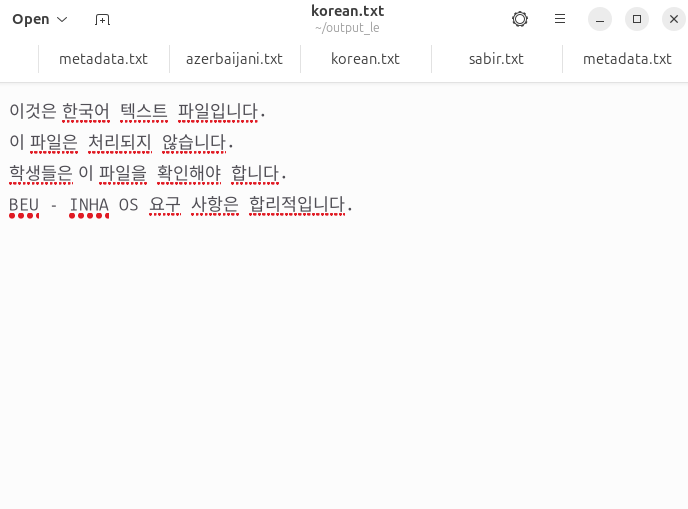 Open
korean.txt
~/output_le
metadata.txt azerbaijani.txt korean.txt sabir.txt metadata.txt
이것은 한국어 텍스트 파일입니다.
이 파일은 처리되지 않습니다.
학생들은 이 파일을 확인해야 합니다.
BEU - INHA OS 요구 사항은 합리적입니다.